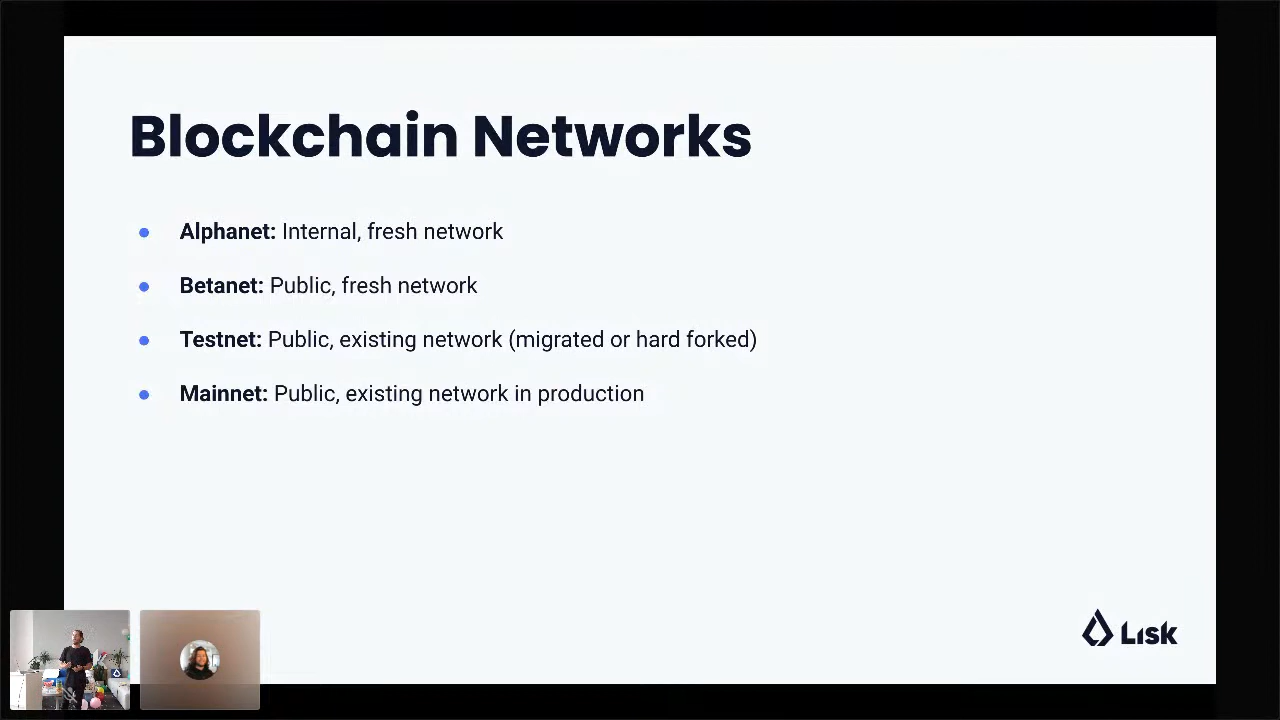 Blockchain Networks
Alphanet: Internal, fresh network
Betanet: Public, fresh network
Testnet: Public, existing network (migrated or hard forked)
Mainnet: Public, existing network in production
Lisk